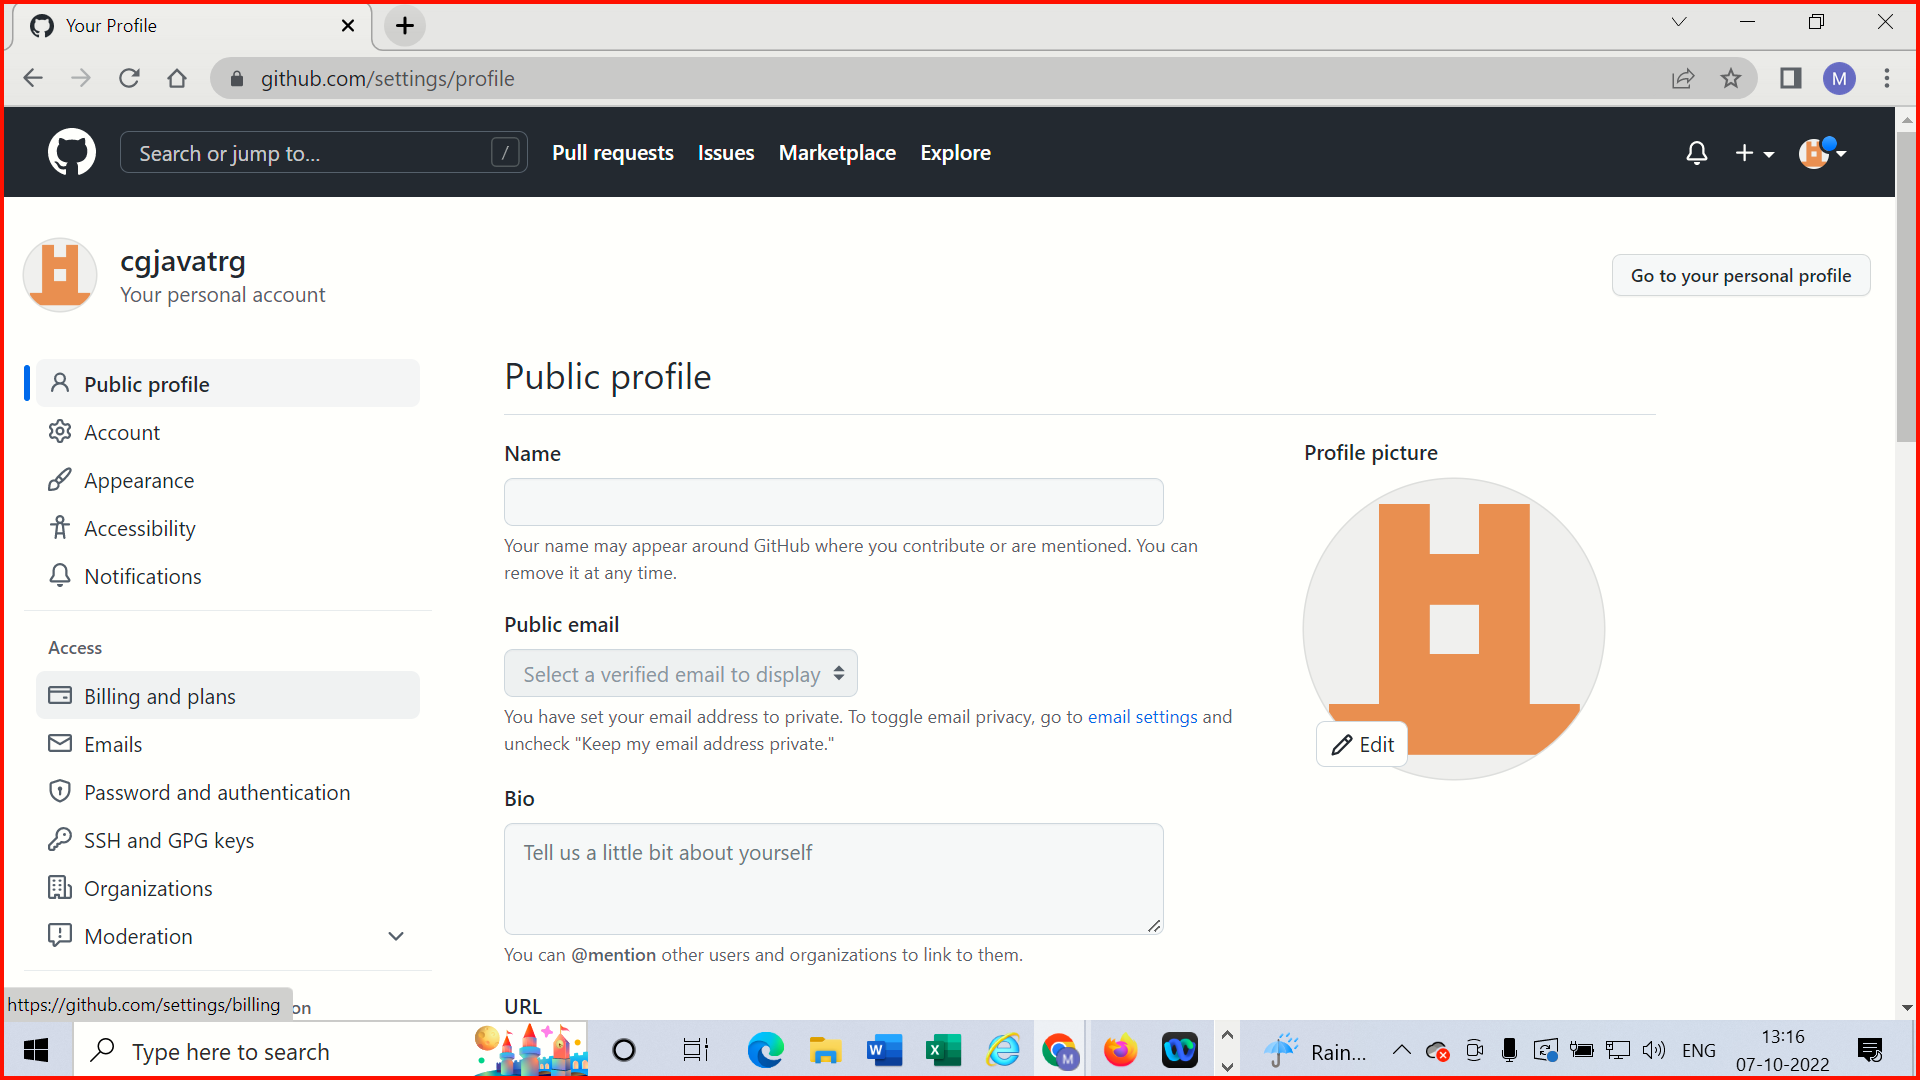 Your Profile
github.com/settings/profile
M
Search or jump to...
/
Pull requests
Issues
Marketplace
Explore
cgjavatrg
Your personal account
Go to your personal profile
Public profile
Account
Appearance
Accessibility
Notifications
Access
Billing and plans
Emails
Password and authentication
SSH and GPG keys
Organizations
Moderation
https://github.com/settings/billing
on
Public profile
Name
Your name may appear around GitHub where you contribute or are mentioned. You can
remove it at any time.
Public email
Select a verified email to display
You have set your email address to private. To toggle email privacy, go to email settings and
uncheck "Keep my email address private."
Bio
Tell us a little bit about yourself
You can @mention other users and organizations to link to them.
URL
Profile picture
Edit
Type here to search
W
X
M
Rain...
ENG
13:16
07-10-2022